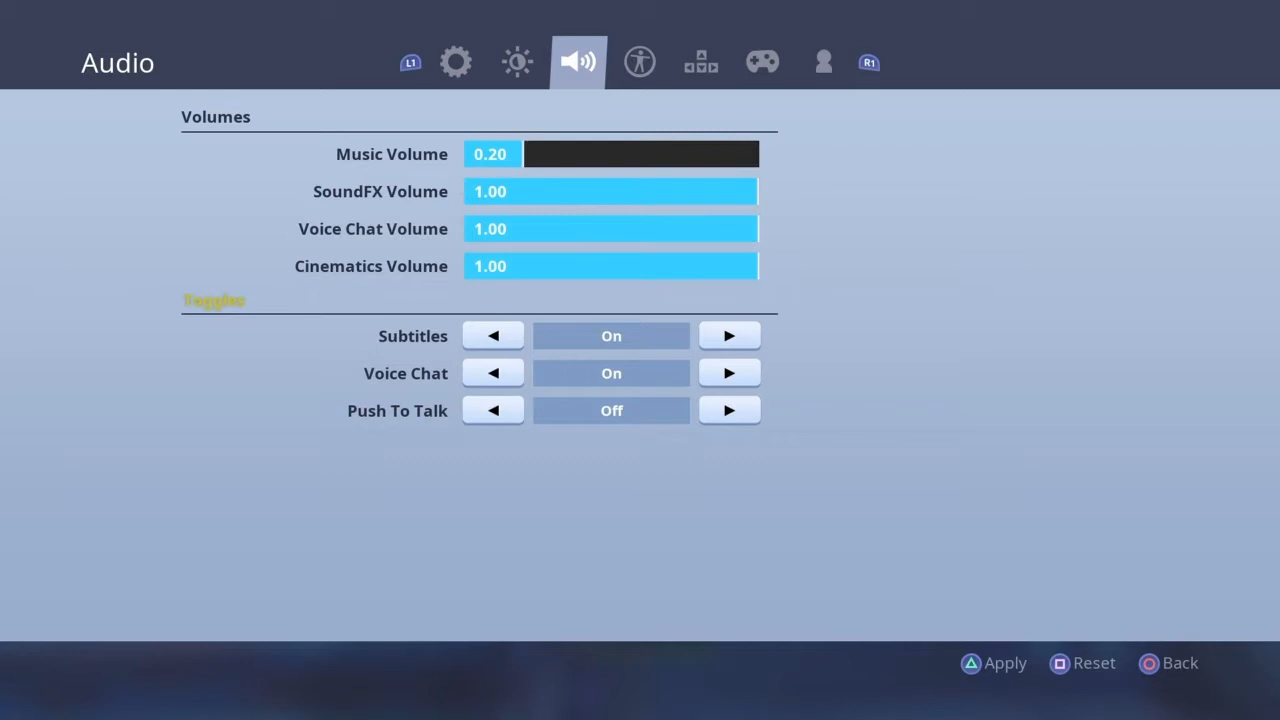 Audio
L1
R1
Volumes
Music Volume 0.20
SoundFX Volume 1.00
Voice Chat Volume 1.00
Cinematics Volume 1.00
Toggles
Subtitles On
Voice Chat On
Push To Talk Off
Apply Reset Back